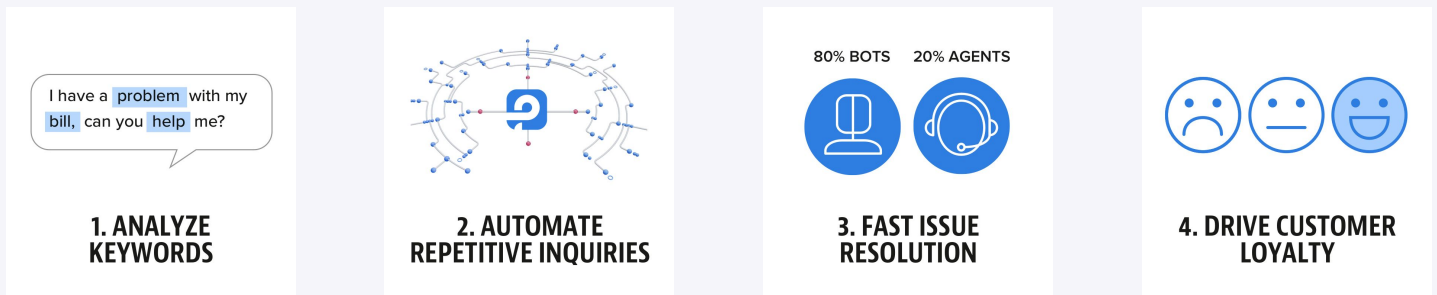 I have a problem with my
bill, can you help me?
1. ANALYZE
KEYWORDS
2. AUTOMATE
REPETITIVE INQUIRIES
80% BOTS
20% AGENTS
3. FAST ISSUE
RESOLUTION
4. DRIVE CUSTOMER
LOYALTY